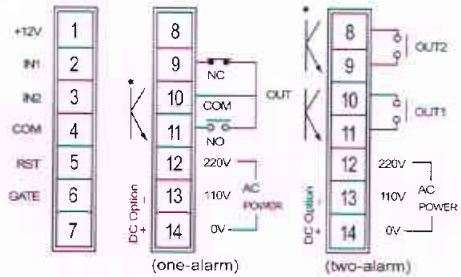 +12V 1
IN1 2
IN2 3
COM 4
RST 5
GATE 6
7
*
8
9 NC
10 COM OUT
11 NO
12 220V
13 110V AC POWER
14 0V
DC Option - +
(one-alarm)
*
8 OUT2
9
10 OUT1
11
12 220V
13 110V AC POWER
14 0V
DC Option - +
(two-alarm)